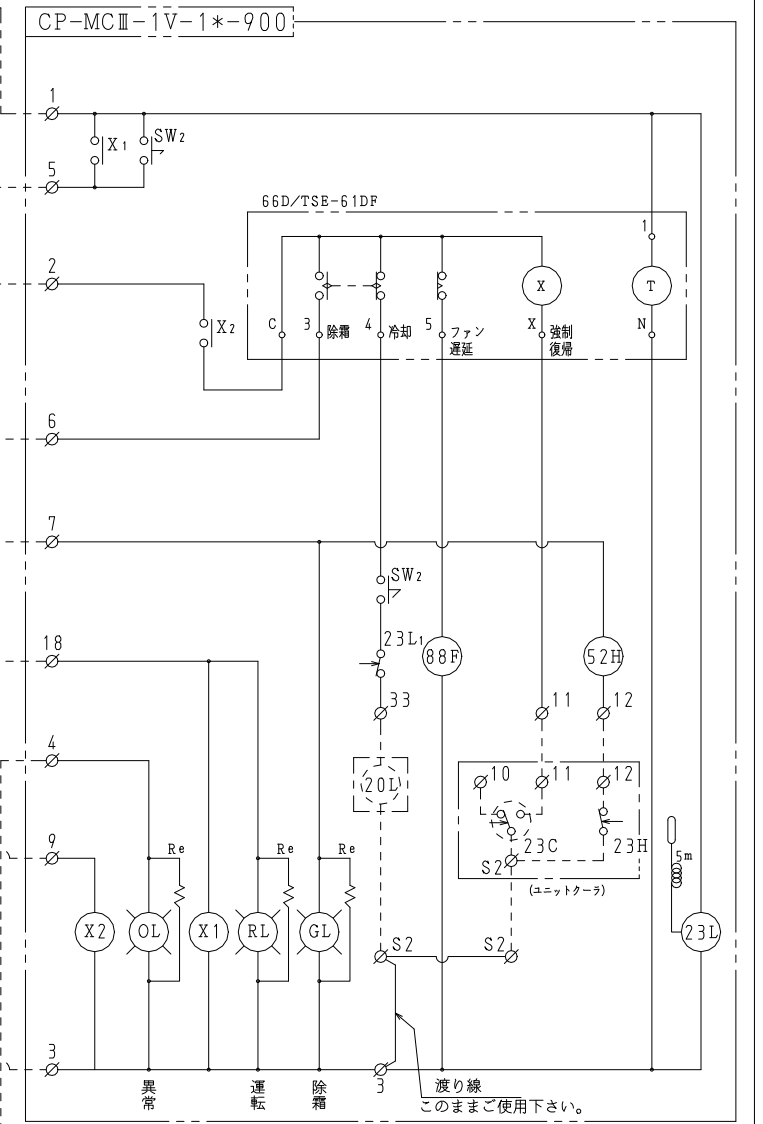 CP-MCⅢ-1V-1*-900
1
X1
SW2
5
66D/TSE-61DF
1
2
X
T
X2
C
3
除霜
4
冷却
5
ファン
遅延
X
強制
復帰
N
6
7
SW2
23L1
18
88F
52H
33
11
12
4
20L
10
11
12
23C
23H
9
Re
Re
Re
S2
5m
(ユニットクーラ)
X2
OL
X1
RL
GL
S2
S2
23L
3
3
異常
運転
除霜
渡り線
このままご使用下さい。